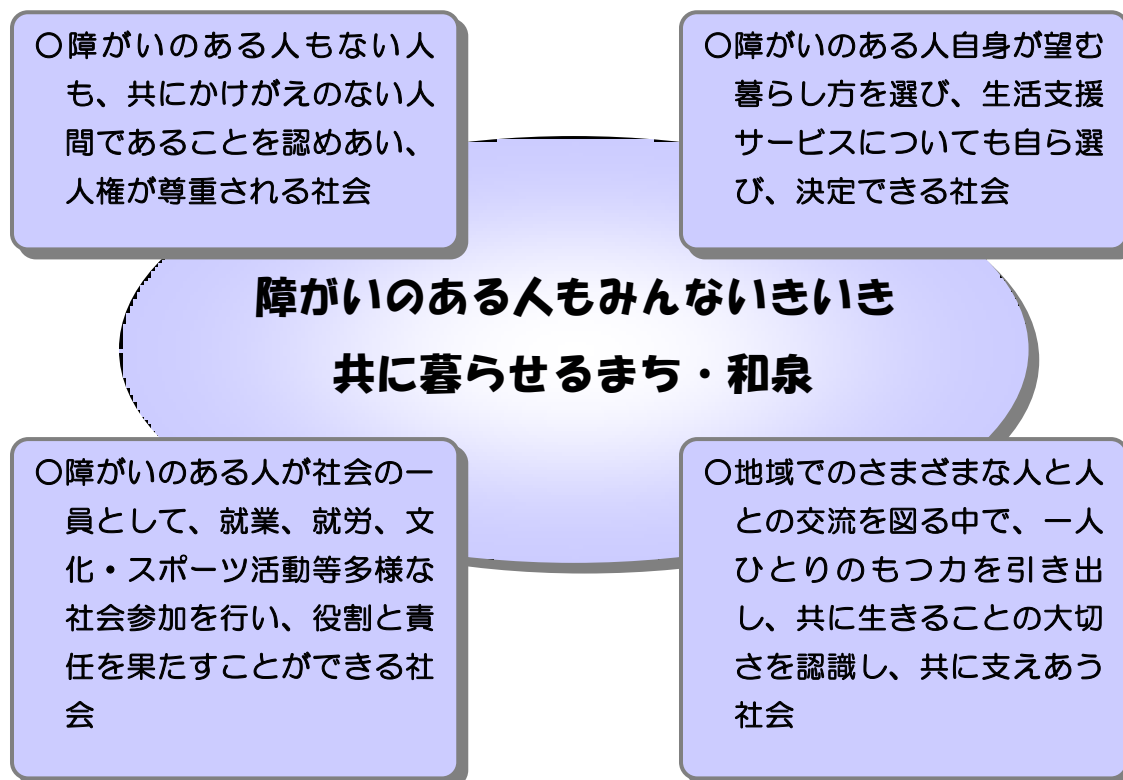 〇障がいのある人もない人
も、共にかけがえのない人
間であることを認めあい、
人権が尊重される社会
〇障がいのある人自身が望む
暮らし方を選び、生活支援
サービスについても自ら選
び、決定できる社会
障がいのある人もみんないきいき
共に暮らせるまち・和泉
〇障がいのある人が社会の一
員として、就業、就労、文
化・スポーツ活動等多様な
社会参加を行い、役割と責
任を果たすことができる社
会
〇地域でのさまざまな人と人
との交流を図る中で、一人
ひとりのもつ力を引き出
し、共に生きることの大切
さを認識し、共に支えあう
社会